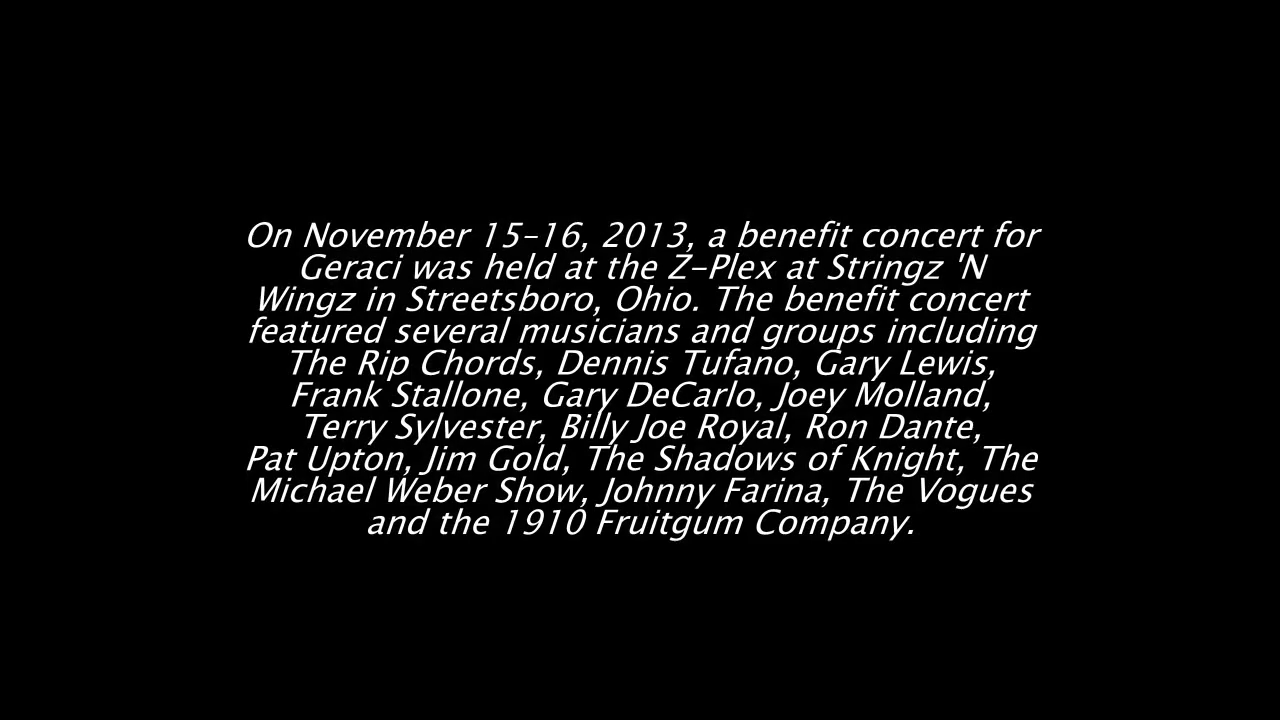 On November 15-16, 2013, a benefit concert for
Geraci was held at the Z-Plex at Stringz 'N
Wingz in Streetsboro, Ohio. The benefit concert
featured several musicians and groups including
The Rip Chords, Dennis Tufano, Gary Lewis,
Frank Stallone, Gary DeCarlo, Joey Molland,
Terry Sylvester, Billy Joe Royal, Ron Dante,
Pat Upton, Jim Gold, The Shadows of Knight, The
Michael Weber Show, Johnny Farina, The Vogues
and the 1910 Fruitgum Company.